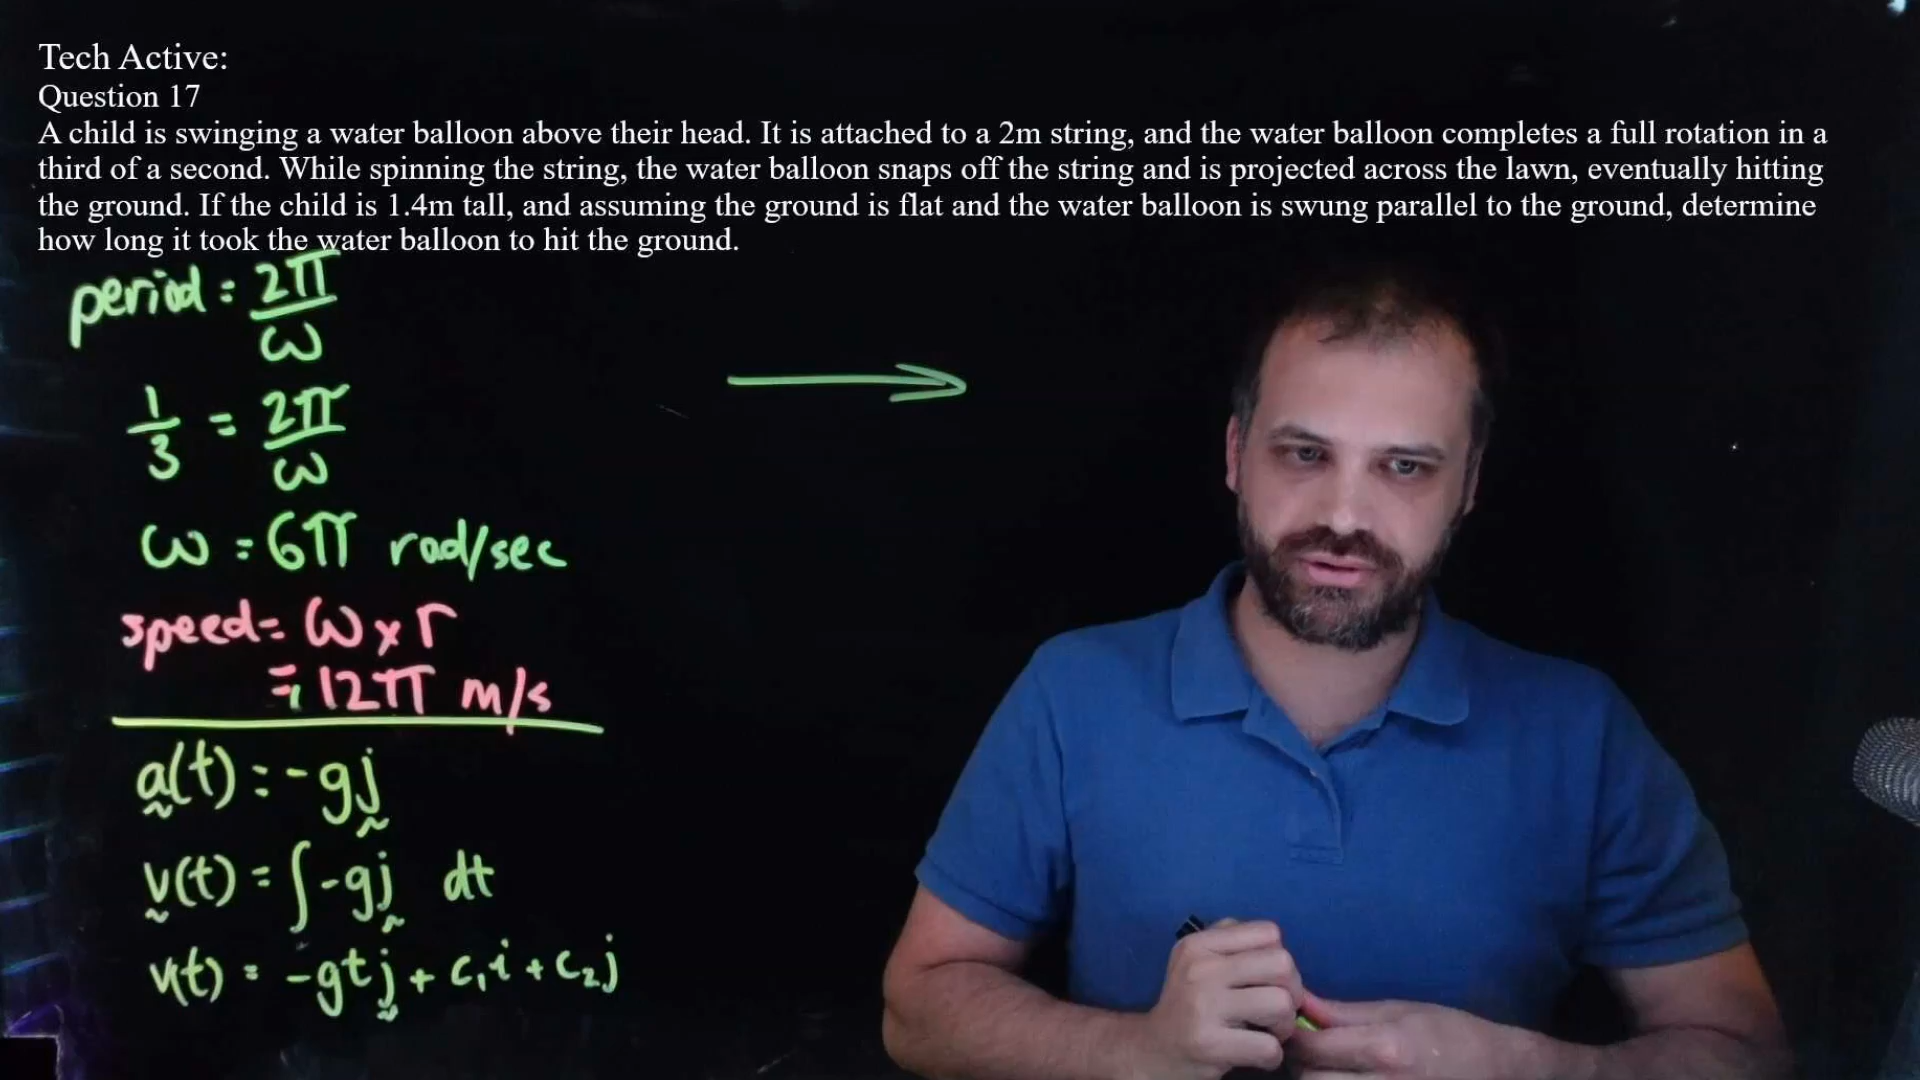 Tech Active:
Question 17
A child is swinging a water balloon above their head. It is attached to a 2m string, and the water balloon completes a full rotation in a
third of a second. While spinning the string, the water balloon snaps off the string and is projected across the lawn, eventually hitting
the ground. If the child is 1.4m tall, and assuming the ground is flat and the water balloon is swung parallel to the ground, determine
how long it took the water balloon to hit the ground.
period = 2π/ω
1/3 = 2π/ω
ω = 6π rad/sec
speed = ω × r
= 12π m/s
a(t) = -gj
v(t) = ∫ -gj dt
v(t) = -gtj + c₁i + c₂j